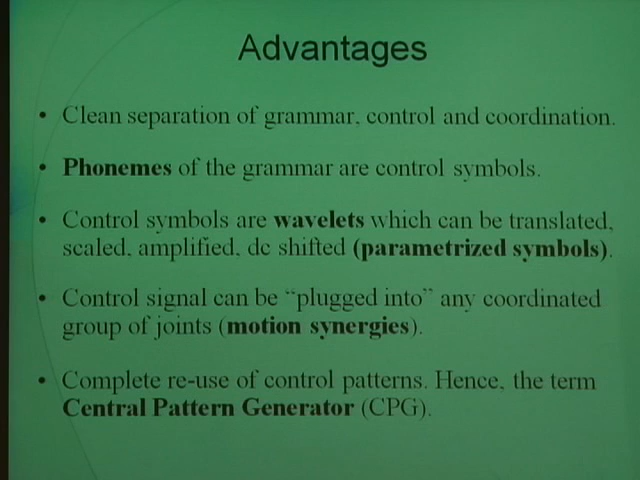 Advantages
• Clean separation of grammar, control and coordination.
• Phonemes of the grammar are control symbols.
• Control symbols are wavelets which can be translated,
scaled, amplified, dc shifted (parametrized symbols).
• Control signal can be "plugged into" any coordinated
group of joints (motion synergies).
• Complete re-use of control patterns. Hence, the term
Central Pattern Generator (CPG).